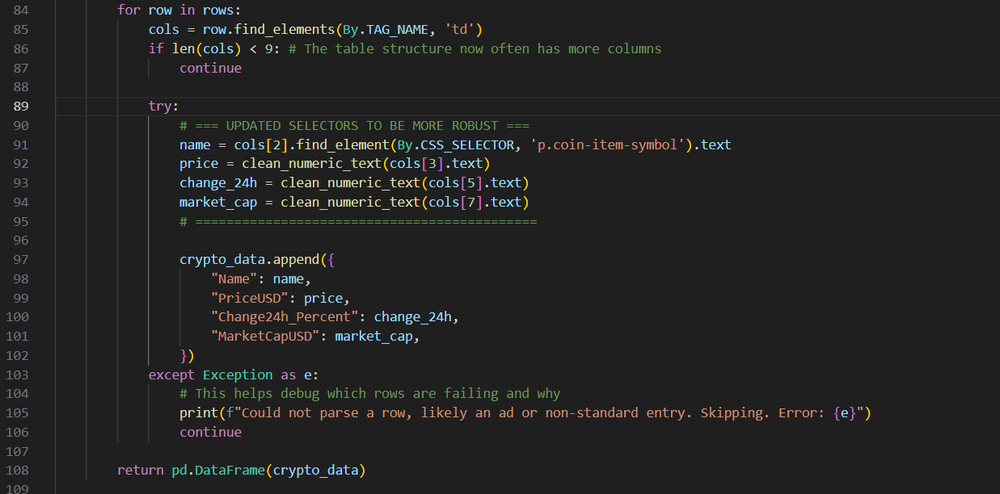 84 for row in rows:
85 cols = row.find_elements(By.TAG_NAME, 'td')
86 if len(cols) < 9: # The table structure now often has more columns
87 continue
88
89 try:
90 # === UPDATED SELECTORS TO BE MORE ROBUST ===
91 name = cols[2].find_element(By.CSS_SELECTOR, 'p.coin-item-symbol').text
92 price = clean_numeric_text(cols[3].text)
93 change_24h = clean_numeric_text(cols[5].text)
94 market_cap = clean_numeric_text(cols[7].text)
95 # ============================================
96
97 crypto_data.append({
98 "Name": name,
99 "PriceUSD": price,
100 "Change24h_Percent": change_24h,
101 "MarketCapUSD": market_cap,
102 })
103 except Exception as e:
104 # This helps debug which rows are failing and why
105 print(f"Could not parse a row, likely an ad or non-standard entry. Skipping. Error: {e}")
106 continue
107
108 return pd.DataFrame(crypto_data)
109